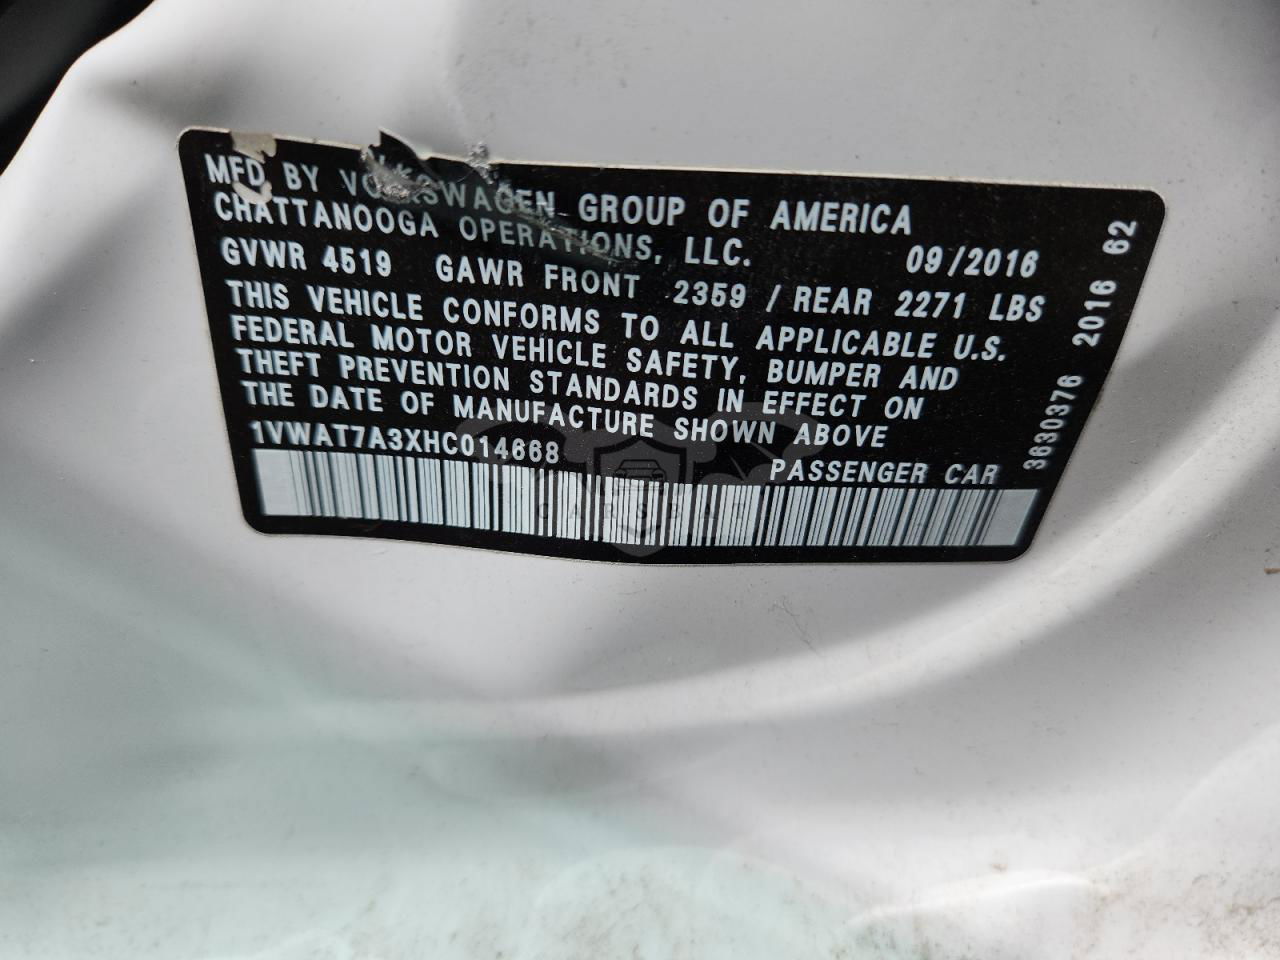 MFD BY VOLKSWAGEN GROUP OF AMERICA
CHATTANOOGA OPERATIONS, LLC. 09/2016
GVWR 4519 GAWR FRONT 2359 / REAR 2271 LBS
THIS VEHICLE CONFORMS TO ALL APPLICABLE U.S.
FEDERAL MOTOR VEHICLE SAFETY, BUMPER AND
THEFT PREVENTION STANDARDS IN EFFECT ON
THE DATE OF MANUFACTURE SHOWN ABOVE
1VWAT7A3XHC014668 PASSENGER CAR
3630376 2016 62